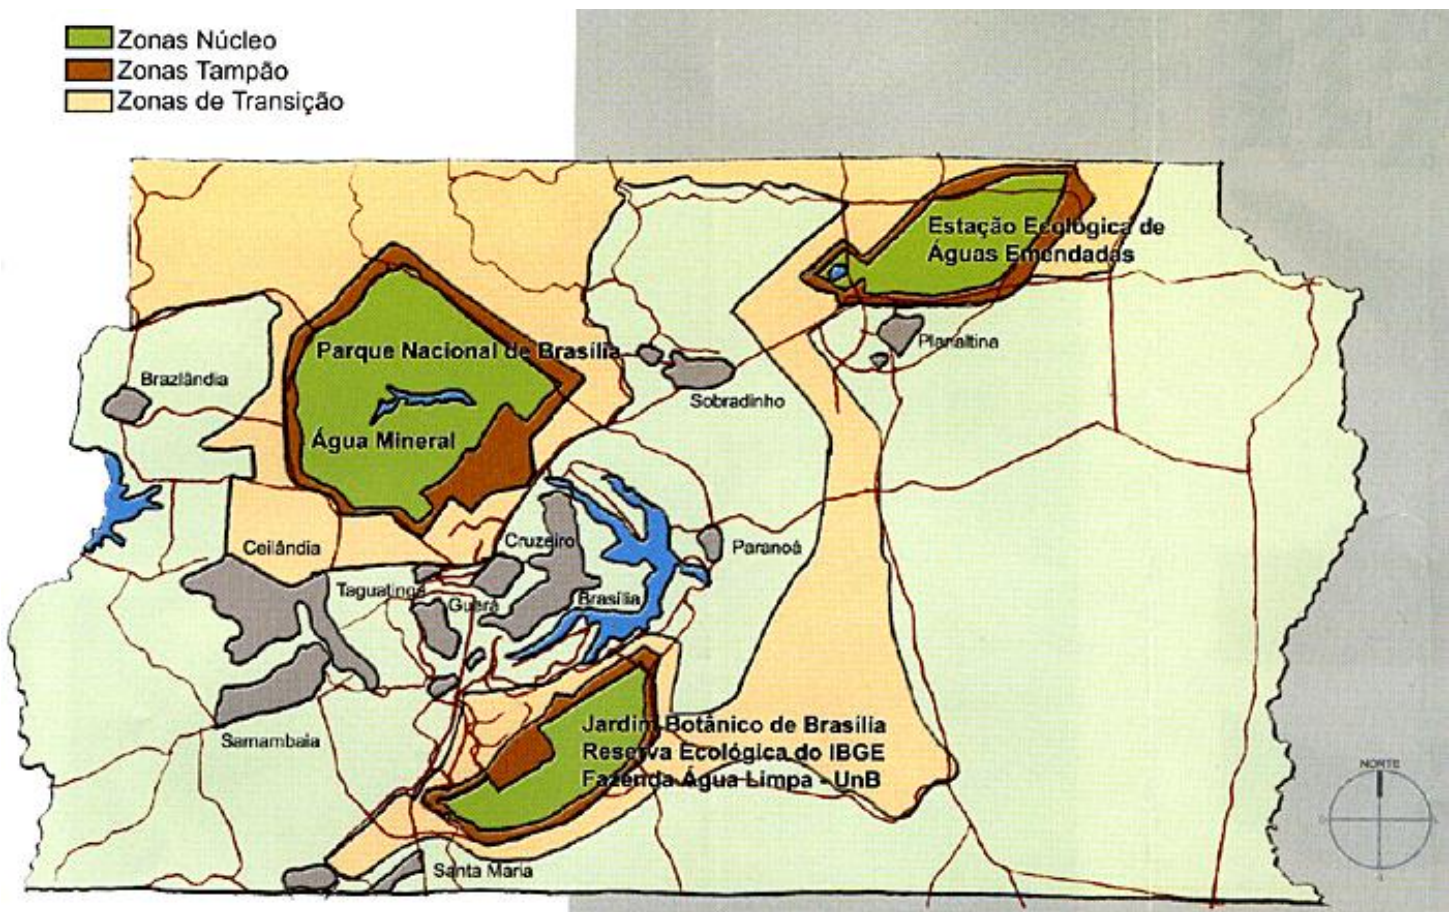 Zonas Núcleo
Zonas Tampão
Zonas de Transição
Estação Ecológica de
Águas Emendadas
Parque Nacional de Brasília
Planaltina
Brazlândia
Sobradinho
Água Mineral
Ceilândia
Cruzeiro
Paranoá
Taguatinga
Guará
Brasília
Jardim Botânico de Brasília
Reserva Ecológica do IBGE
Fazenda Água Limpa - UnB
Samambaia
NORTE
Santa Maria